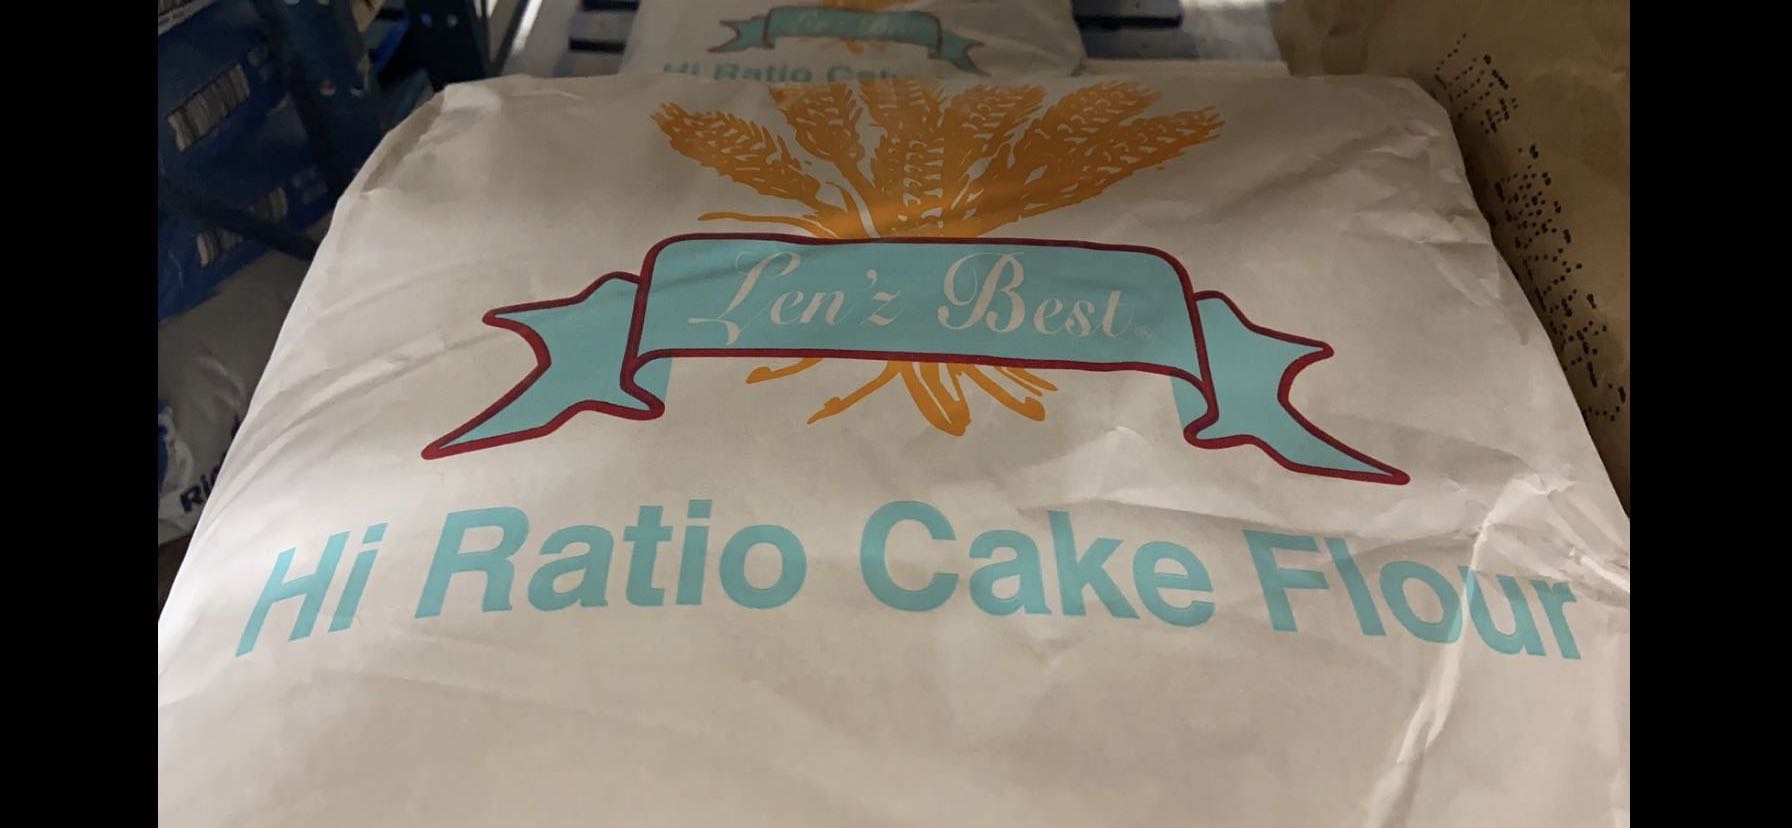 Hi Ratio Cak
Len'z Best
Hi Ratio Cake Flour